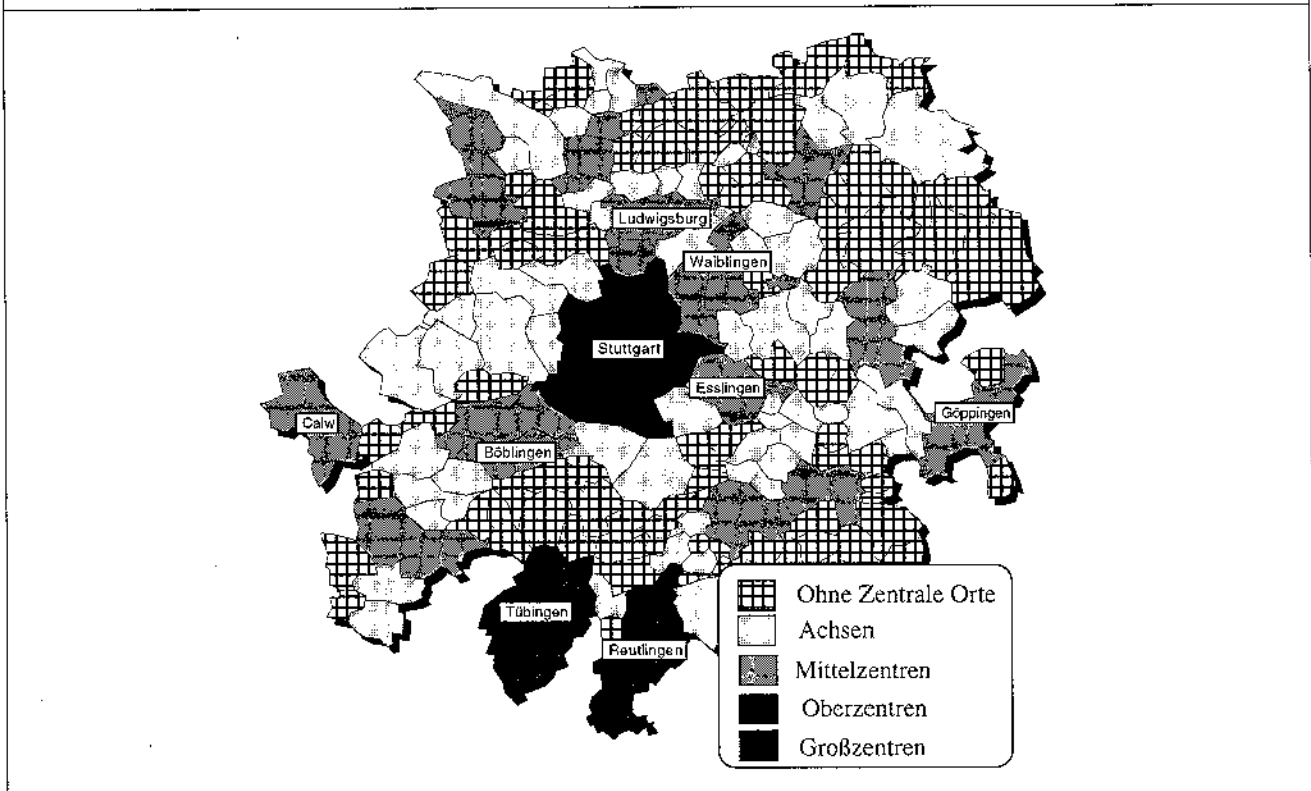 Ludwigsburg
Waiblingen
Stuttgart
Esslingen
Göppingen
Calw
Böblingen
Tübingen
Reutlingen
Ohne Zentrale Orte
Achsen
Mittelzentren
Oberzentren
Großzentren